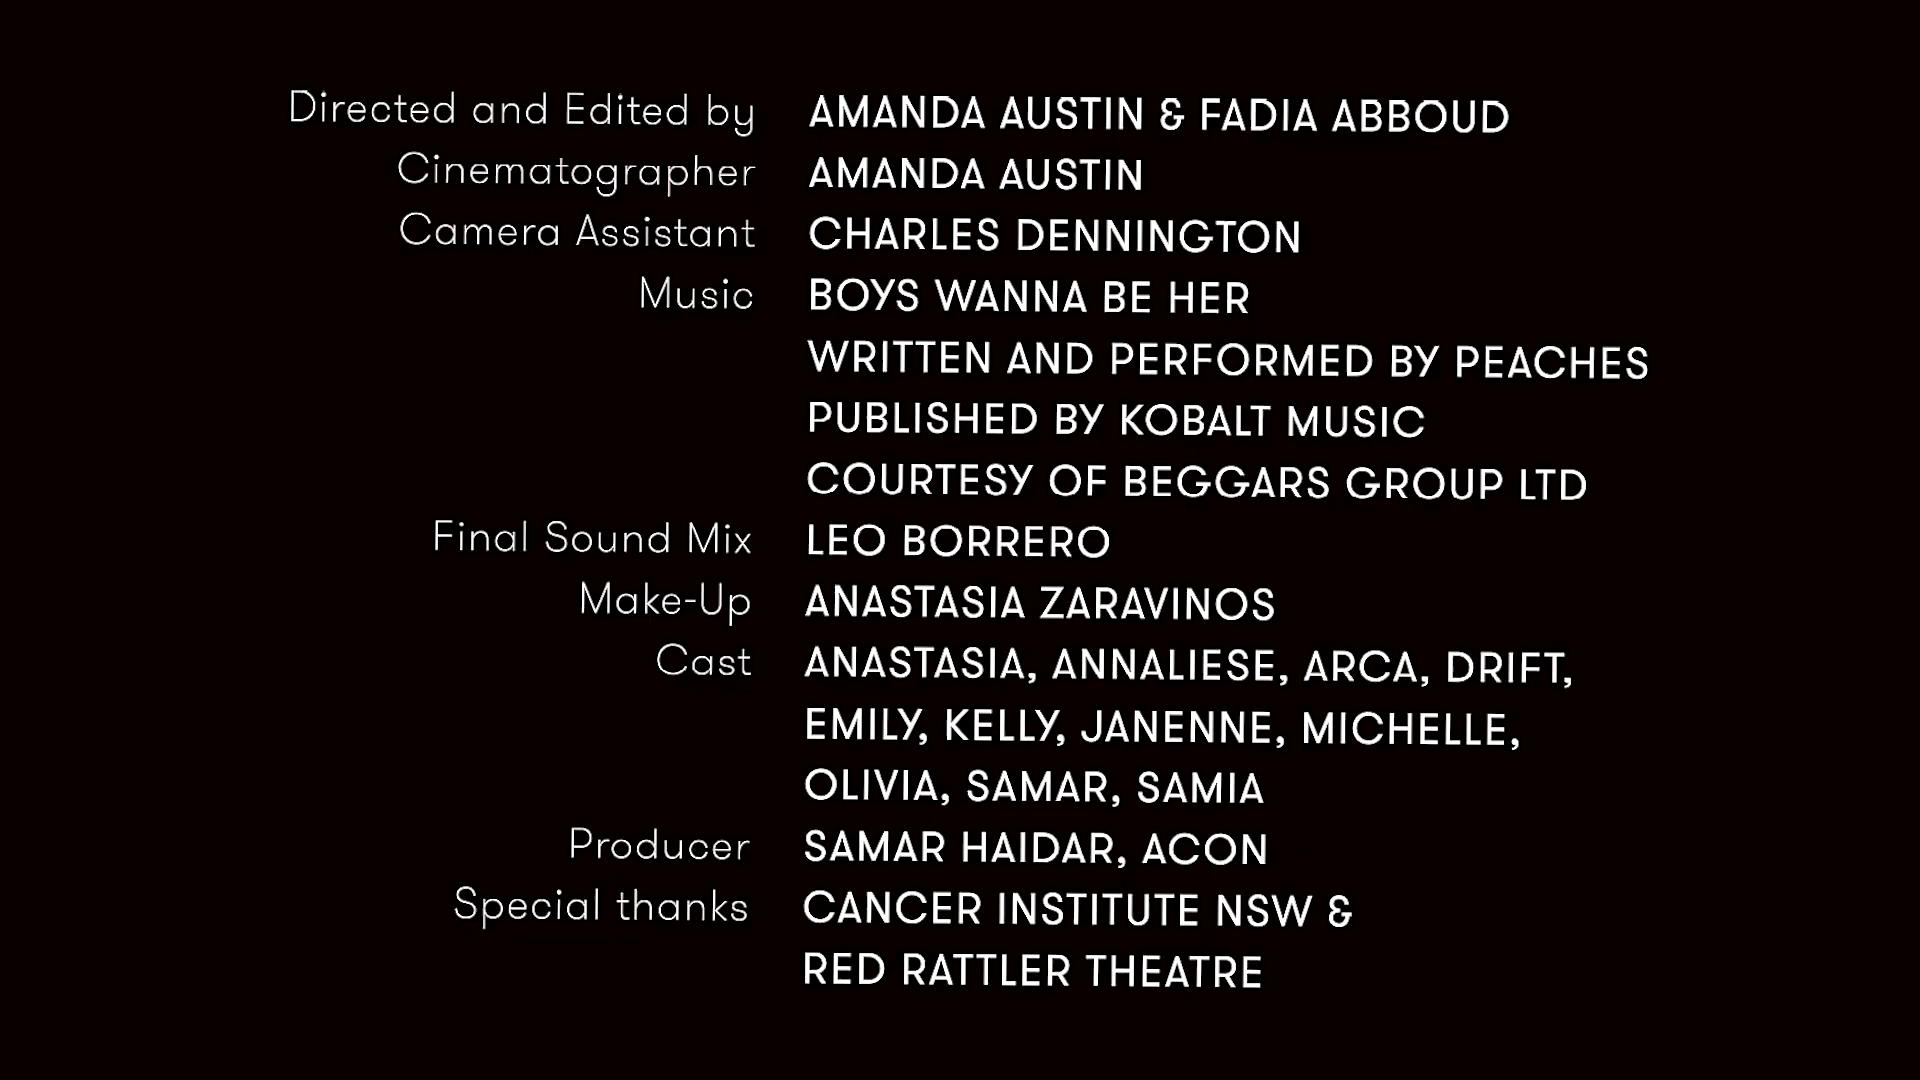 Directed and Edited by AMANDA AUSTIN & FADIA ABBOUD
Cinematographer AMANDA AUSTIN
Camera Assistant CHARLES DENNINGTON
Music BOYS WANNA BE HER
WRITTEN AND PERFORMED BY PEACHES
PUBLISHED BY KOBALT MUSIC
COURTESY OF BEGGARS GROUP LTD
Final Sound Mix LEO BORRERO
Make-Up ANASTASIA ZARAVINOS
Cast ANASTASIA, ANNALIESE, ARCA, DRIFT,
EMILY, KELLY, JANENNE, MICHELLE,
OLIVIA, SAMAR, SAMIA
Producer SAMAR HAIDAR, ACON
Special thanks CANCER INSTITUTE NSW &
RED RATTLER THEATRE